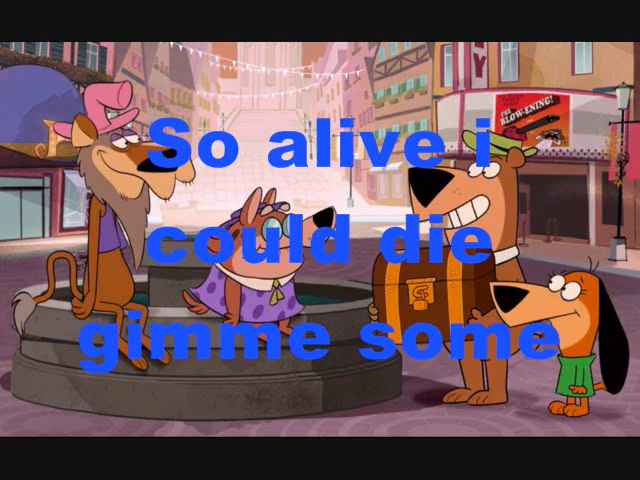 So alive i
could die
gimme some
THE
BLOW-ENING!